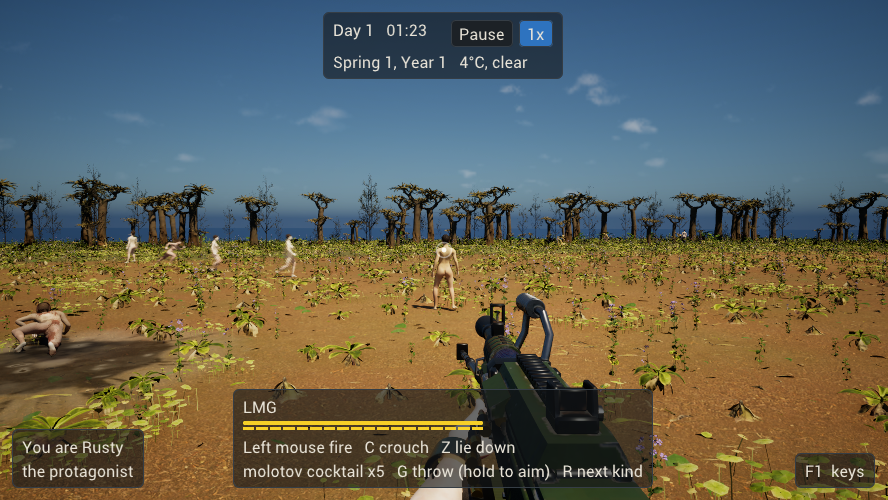 Day 1 01:23 Pause 1x
Spring 1, Year 1 4°C, clear
LMG
Left mouse fire C crouch Z lie down
molotov cocktail x5 G throw (hold to aim) R next kind
You are Rusty
the protagonist
F1 keys